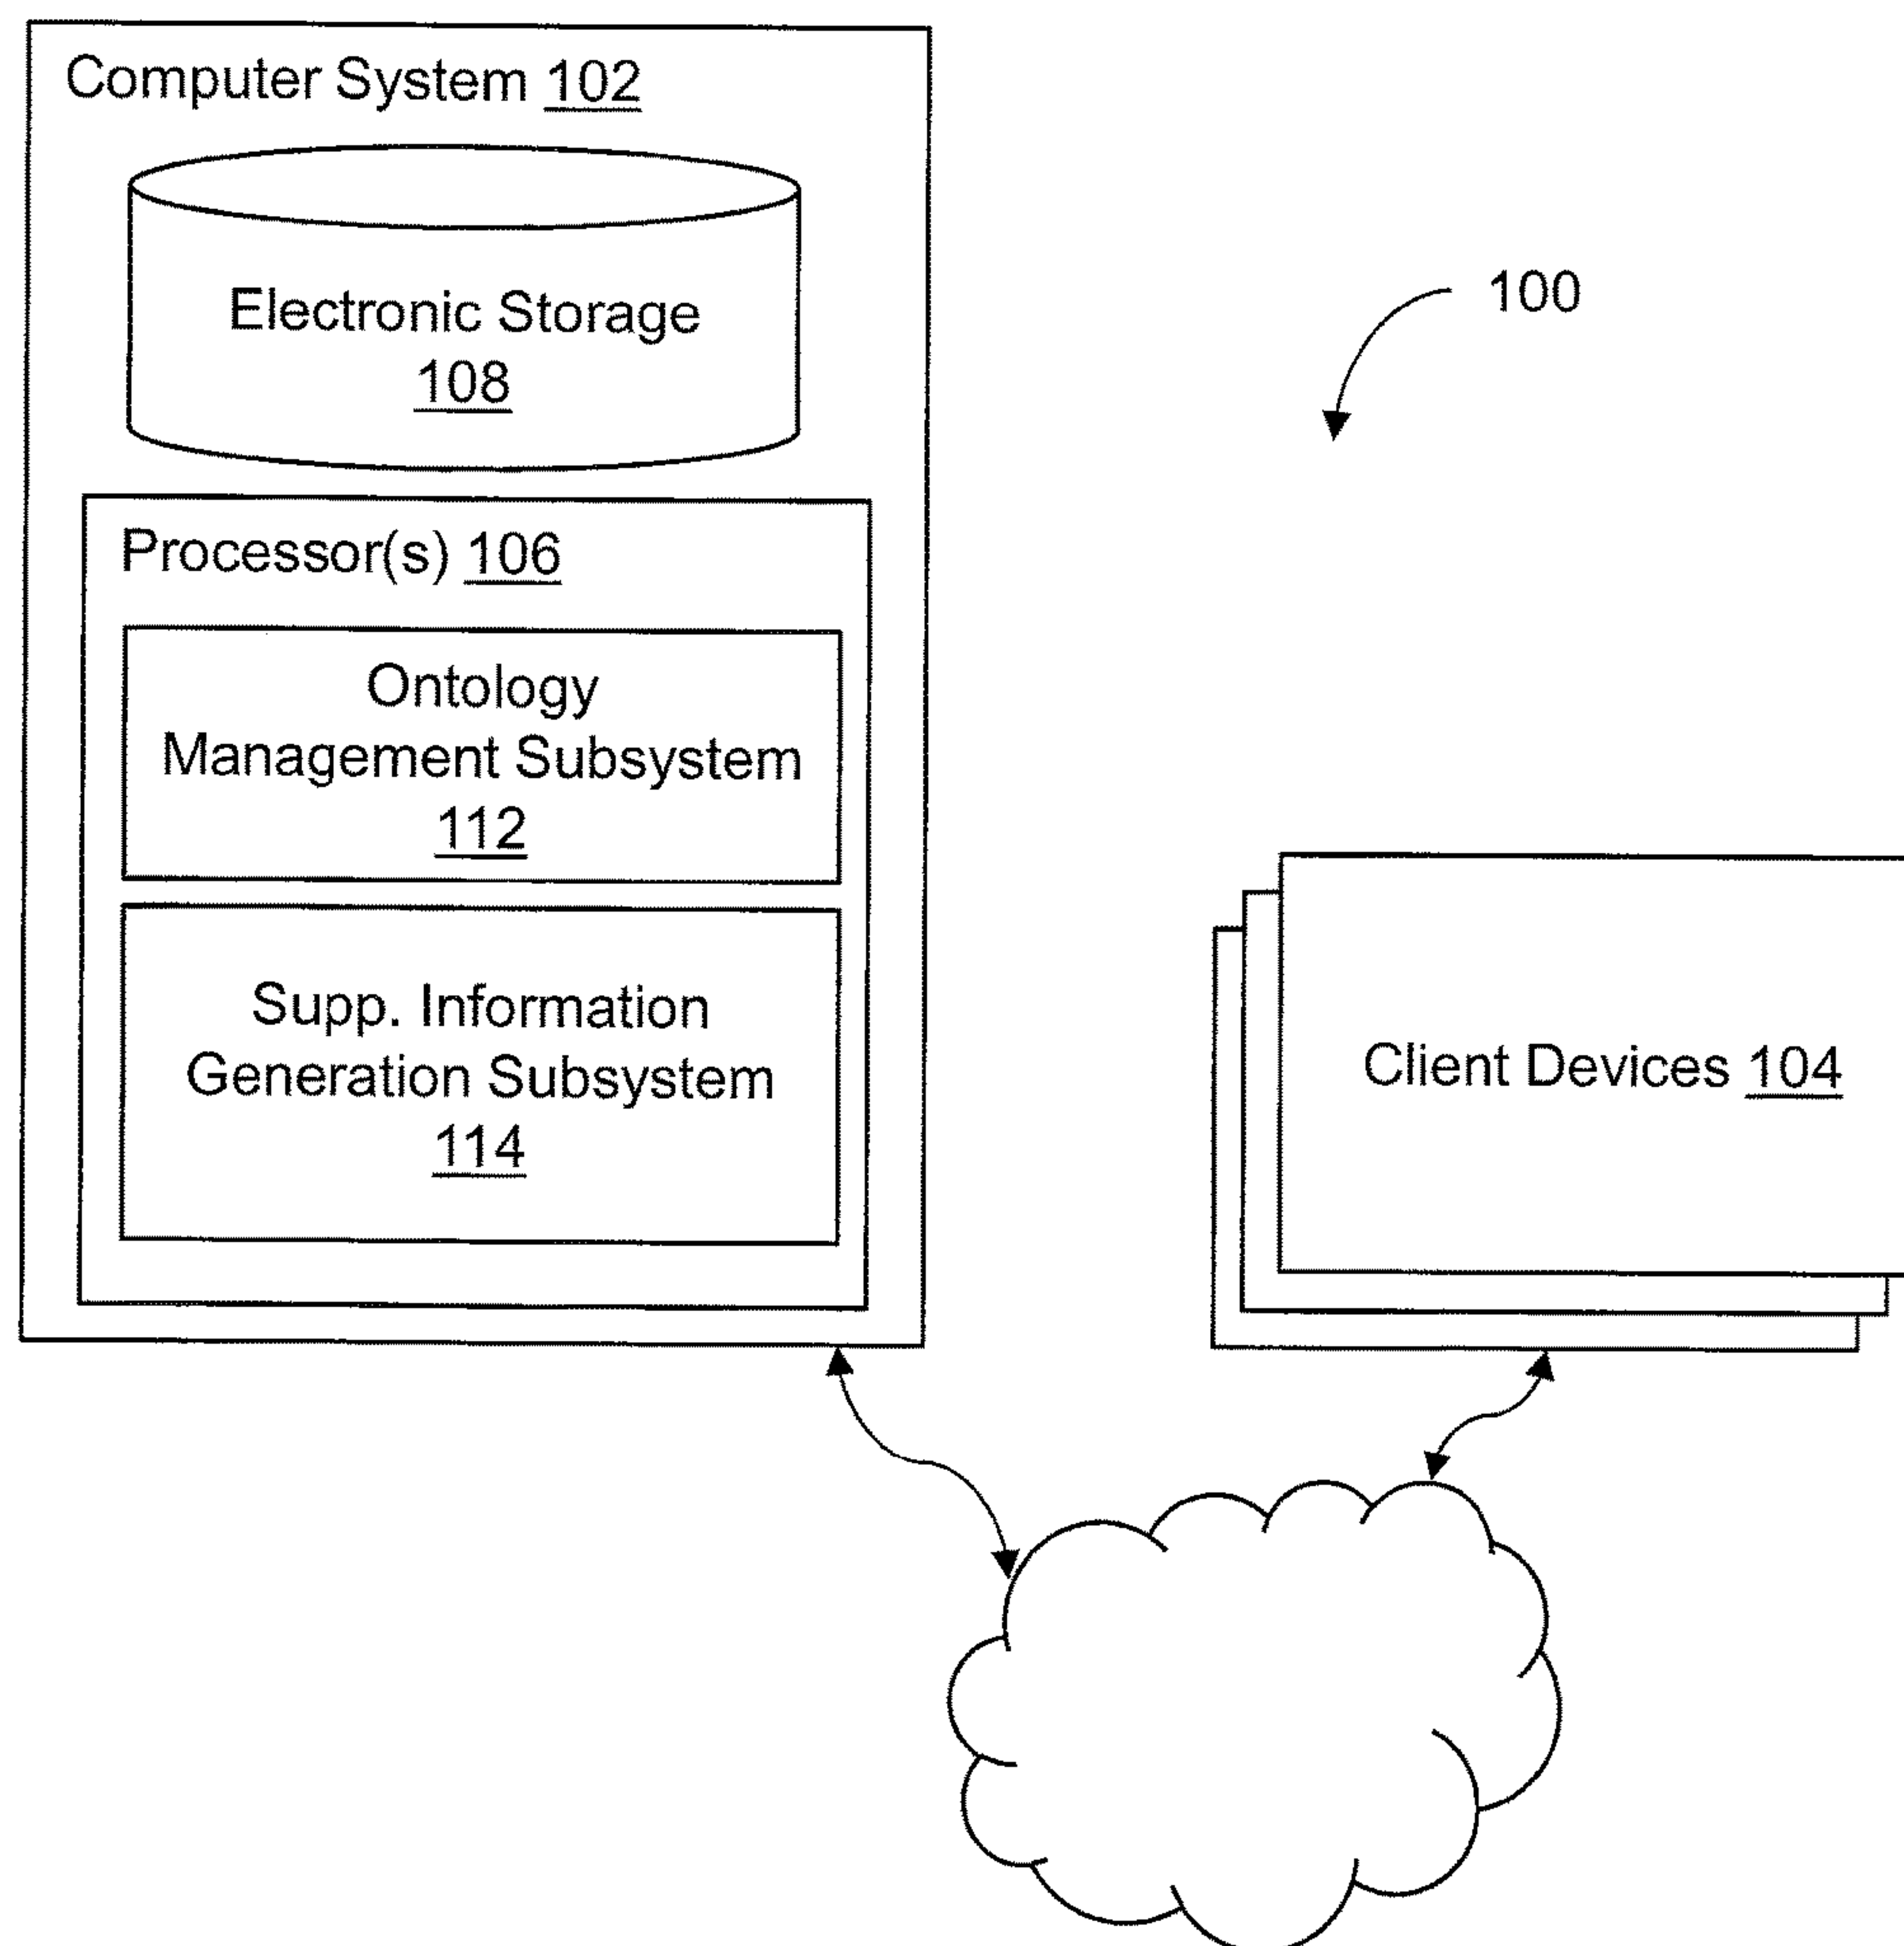 Computer System 102
Electronic Storage
108
100
Processor(s) 106
Ontology
Management Subsystem
112
Supp. Information
Generation Subsystem
114
Client Devices 104